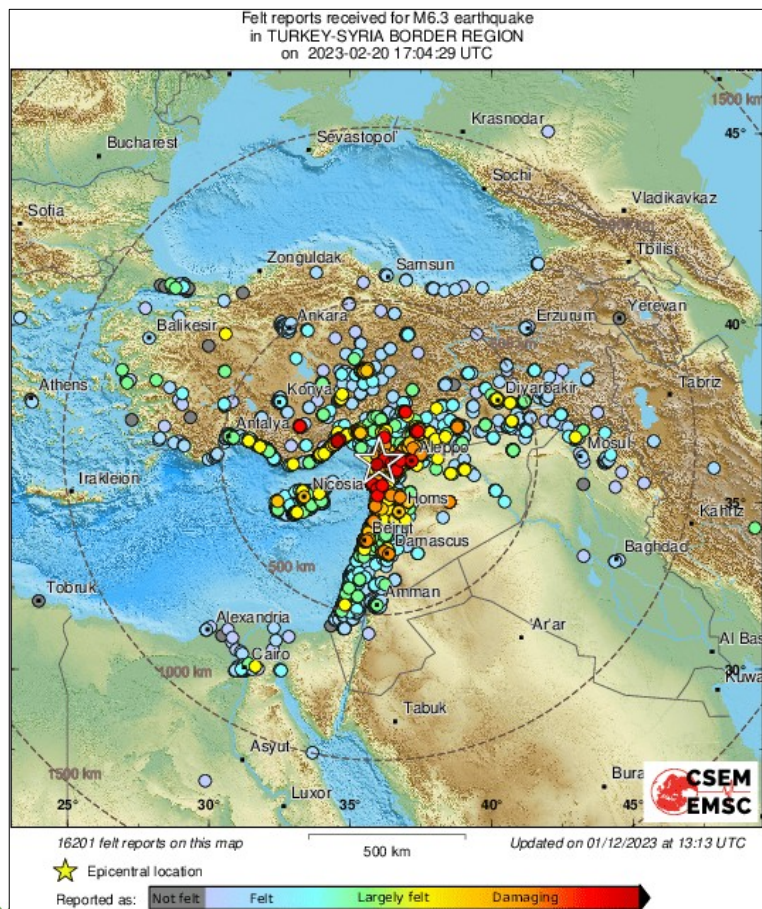 Felt reports received for M6.3 earthquake
in TURKEY-SYRIA BORDER REGION
on 2023-02-20 17:04:29 UTC
1500 km
Krasnodar
45°
Sevastopol'
Bucharest
Sochi
Vladikavkaz
Sofia
Tbilisi
Zonguldak
Samsun
Yerevan
Ankara
Erzurum
40°
Balikesir
Diyarbakir
Tabriz
Athens
Konya
Antalya
Aleppo
Mosul
Irakleion
Nicosia
Homs
35°
Kahriz
Beirut
Damascus
Baghdad
500 km
Tobruk
Amman
Alexandria
'Ar'ar
Al Bas
Cairo
30°
1000 km
Kuwa
Tabuk
Asyut
1500 km
Bura
Luxor
25°
30°
35°
40°
45°
CSEM
EMSC
16201 felt reports on this map
500 km
Updated on 01/12/2023 at 13:13 UTC
Epicentral location
Reported as:
Not felt
Felt
Largely felt
Damaging